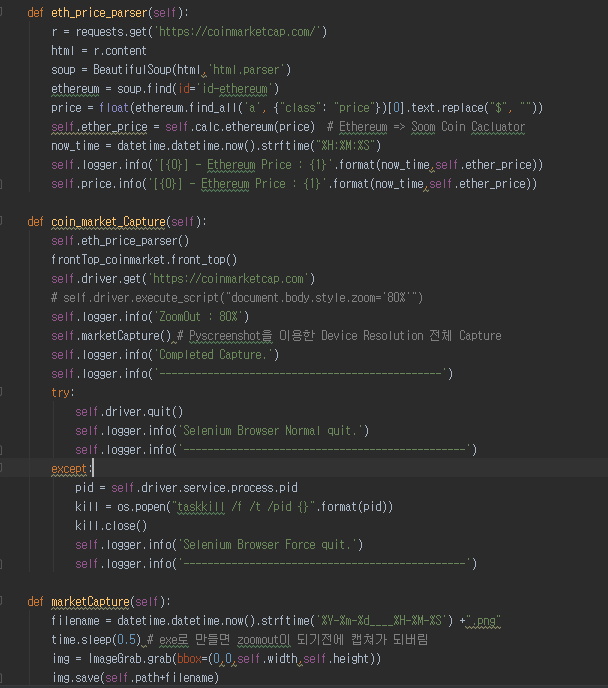 def eth_price_parser(self):
    r = requests.get('https://coinmarketcap.com/')
    html = r.content
    soup = BeautifulSoup(html,'html.parser')
    ethereum = soup.find(id='id-ethereum')
    price = float(ethereum.find_all('a', {"class": "price"})[0].text.replace("$", ""))
    self.ether_price = self.calc.ethereum(price)  # Ethereum => Soom Coin Cacluator
    now_time = datetime.datetime.now().strftime("%H:%M:%S")
    self.logger.info('[{0}] - Ethereum Price : {1}'.format(now_time,self.ether_price))
    self.price.info('[{0}] - Ethereum Price : {1}'.format(now_time,self.ether_price))

def coin_market_Capture(self):
    self.eth_price_parser()
    frontTop_coinmarket.front_top()
    self.driver.get('https://coinmarketcap.com')
    # self.driver.execute_script("document.body.style.zoom='80%'")
    self.logger.info('ZoomOut : 80%')
    self.marketCapture() # Pyscreenshot을 이용한 Device Resolution 전체 Capture
    self.logger.info('Completed Capture.')
    self.logger.info('-----------------------------------------------')
    try:
        self.driver.quit()
        self.logger.info('Selenium Browser Normal quit.')
        self.logger.info('-----------------------------------------------')
    except:
        pid = self.driver.service.process.pid
        kill = os.popen("taskkill /f /t /pid {}".format(pid))
        kill.close()
        self.logger.info('Selenium Browser Force quit.')
        self.logger.info('-----------------------------------------------')

def marketCapture(self):
    filename = datetime.datetime.now().strftime('%Y-%m-%d____%H-%M-%S') +".png"
    time.sleep(0.5) # exe로 만들면 zoomout이 되기전에 캡쳐가 되버림
    img = ImageGrab.grab(bbox=(0,0,self.width,self.height))
    img.save(self.path+filename)